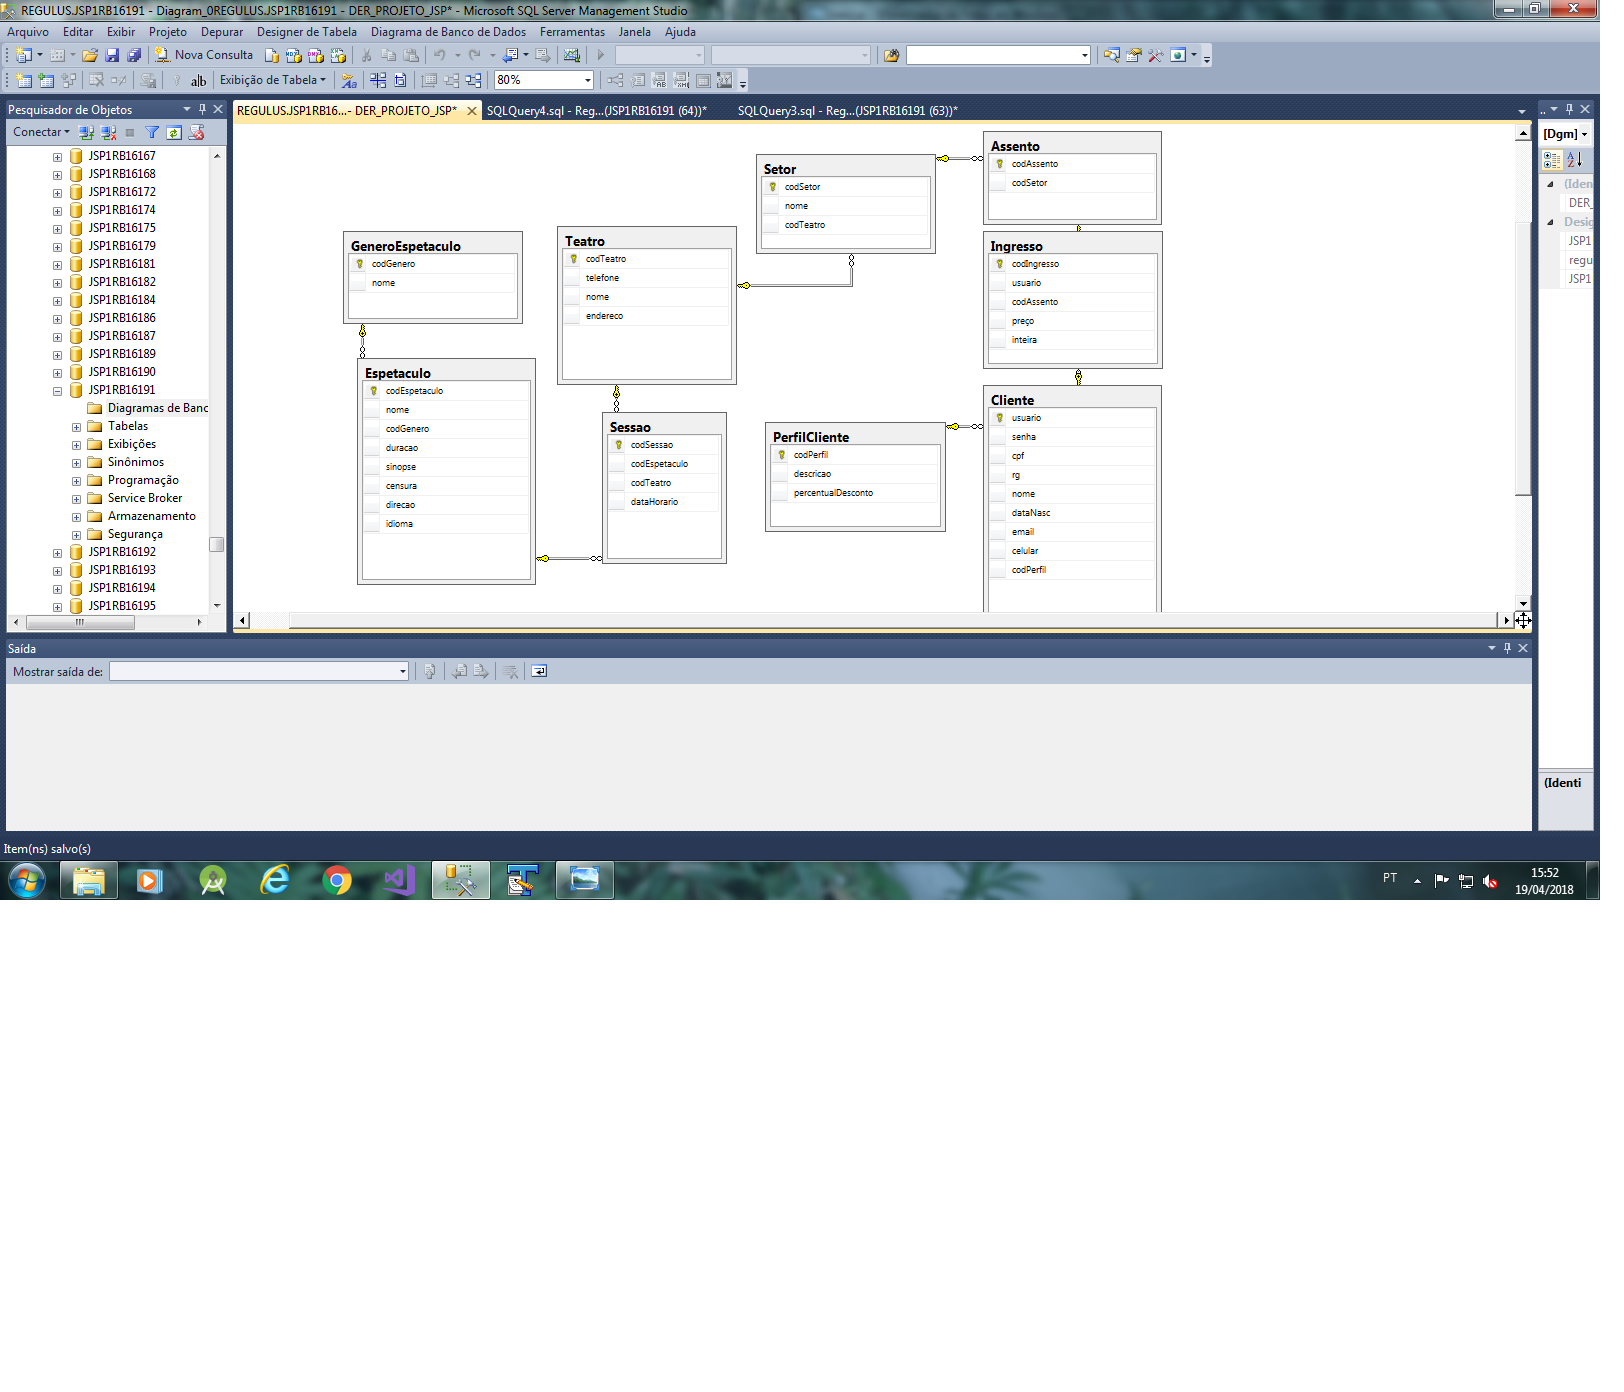 REGULUS.JSP1RB16191 - Diagram_0REGULUS.JSP1RB16191 - DER_PROJETO_JSP* - Microsoft SQL Server Management Studio
Arquivo Editar Exibir Projeto Depurar Designer de Tabela Diagrama de Banco de Dados Ferramentas Janela Ajuda
Nova Consulta
Exibição de Tabela 80%
Pesquisador de Objetos
Conectar
JSP1RB16167
JSP1RB16168
JSP1RB16172
JSP1RB16174
JSP1RB16175
JSP1RB16179
JSP1RB16181
JSP1RB16182
JSP1RB16184
JSP1RB16186
JSP1RB16187
JSP1RB16189
JSP1RB16190
JSP1RB16191
Diagramas de Banc
Tabelas
Exibições
Sinônimos
Programação
Service Broker
Armazenamento
Segurança
JSP1RB16192
JSP1RB16193
JSP1RB16194
JSP1RB16195
REGULUS.JSP1RB16...- DER_PROJETO_JSP* SQLQuery4.sql - Reg...(JSP1RB16191 (64))* SQLQuery3.sql - Reg...(JSP1RB16191 (63))*
GeneroEspetaculo
codGenero
nome
Espetaculo
codEspetaculo
nome
codGenero
duracao
sinopse
censura
direcao
idioma
Teatro
codTeatro
telefone
nome
endereco
Sessao
codSessao
codEspetaculo
codTeatro
dataHorario
Setor
codSetor
nome
codTeatro
PerfilCliente
codPerfil
descricao
percentualDesconto
Assento
codAssento
codSetor
Ingresso
codIngresso
usuario
codAssento
preço
inteira
Cliente
usuario
senha
cpf
rg
nome
dataNasc
email
celular
codPerfil
[Dgm]
(Iden
DER_
Desig
JSP1
regu
JSP1
(Identi
Saída
Mostrar saída de:
Item(ns) salvo(s)
PT
15:52
19/04/2018